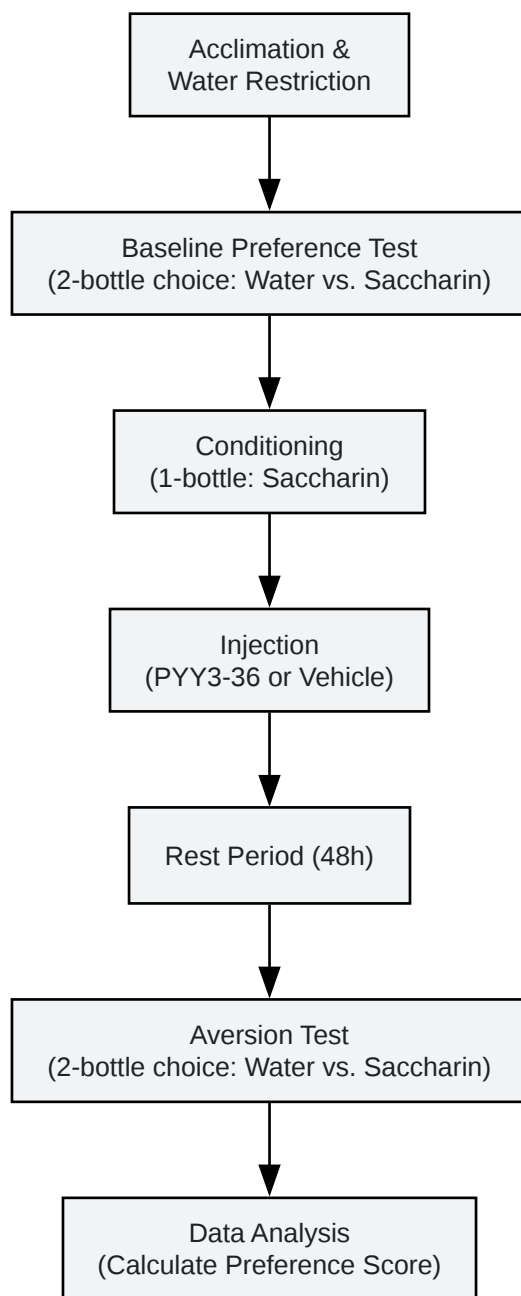 Acclimation &
Water Restriction
Baseline Preference Test
(2-bottle choice: Water vs. Saccharin)
Conditioning
(1-bottle: Saccharin)
Injection
(PYY3-36 or Vehicle)
Rest Period (48h)
Aversion Test
(2-bottle choice: Water vs. Saccharin)
Data Analysis
(Calculate Preference Score)